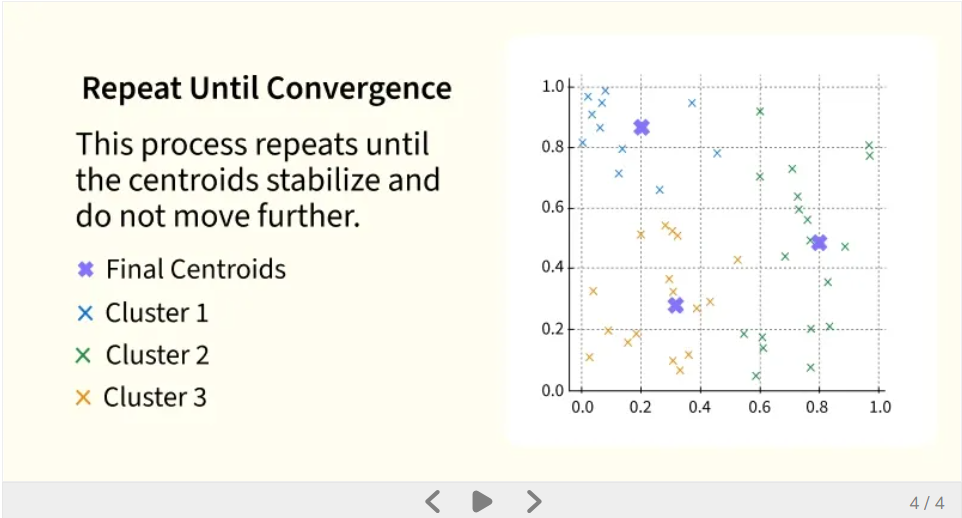 Repeat Until Convergence
This process repeats until
the centroids stabilize and
do not move further.
Final Centroids
Cluster 1
Cluster 2
Cluster 3
1.0
0.8
0.6
0.4
0.2
0.0
0.0 0.2 0.4 0.6 0.8 1.0
4 / 4